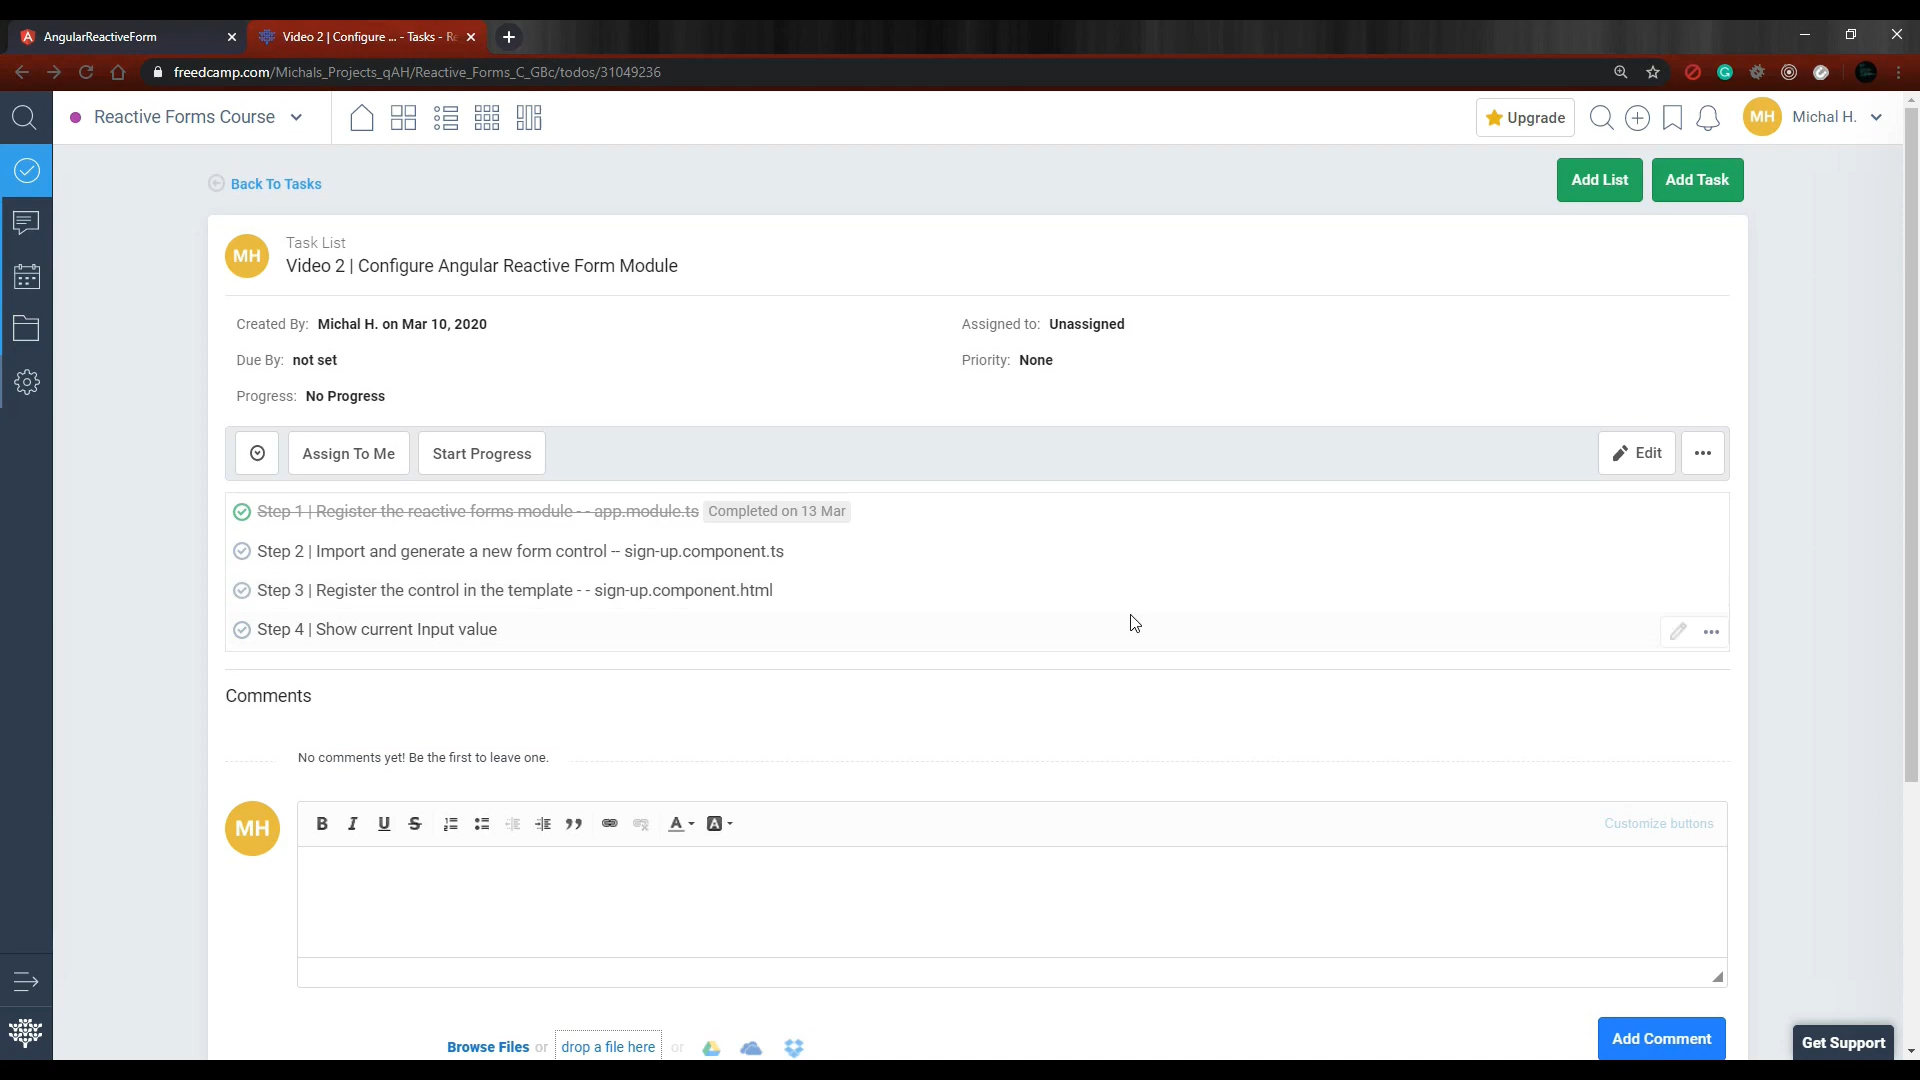 AngularReactiveForm
Video 2 | Configure ... - Tasks - Re
freedcamp.com/Michals_Projects_qAH/Reactive_Forms_C_GBc/todos/31049236
Reactive Forms Course
Upgrade
MH
Michal H.
Back To Tasks
Add List
Add Task
MH
Task List
Video 2 | Configure Angular Reactive Form Module
Created By: Michal H. on Mar 10, 2020
Assigned to: Unassigned
Due By: not set
Priority: None
Progress: No Progress
Assign To Me
Start Progress
Edit
Step 1 | Register the reactive forms module - - app.module.ts Completed on 13 Mar
Step 2 | Import and generate a new form control -- sign-up.component.ts
Step 3 | Register the control in the template - - sign-up.component.html
Step 4 | Show current Input value
Comments
No comments yet! Be the first to leave one.
MH
B I U S
A A
Customize buttons
Browse Files or drop a file here or
Add Comment
Get Support